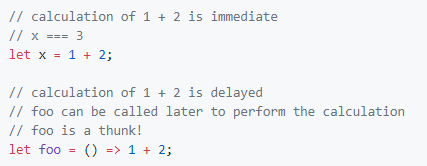 // calculation of 1 + 2 is immediate
// x === 3
let x = 1 + 2;
// calculation of 1 + 2 is delayed
// foo can be called later to perform the calculation
// foo is a thunk!
let foo = () => 1 + 2;